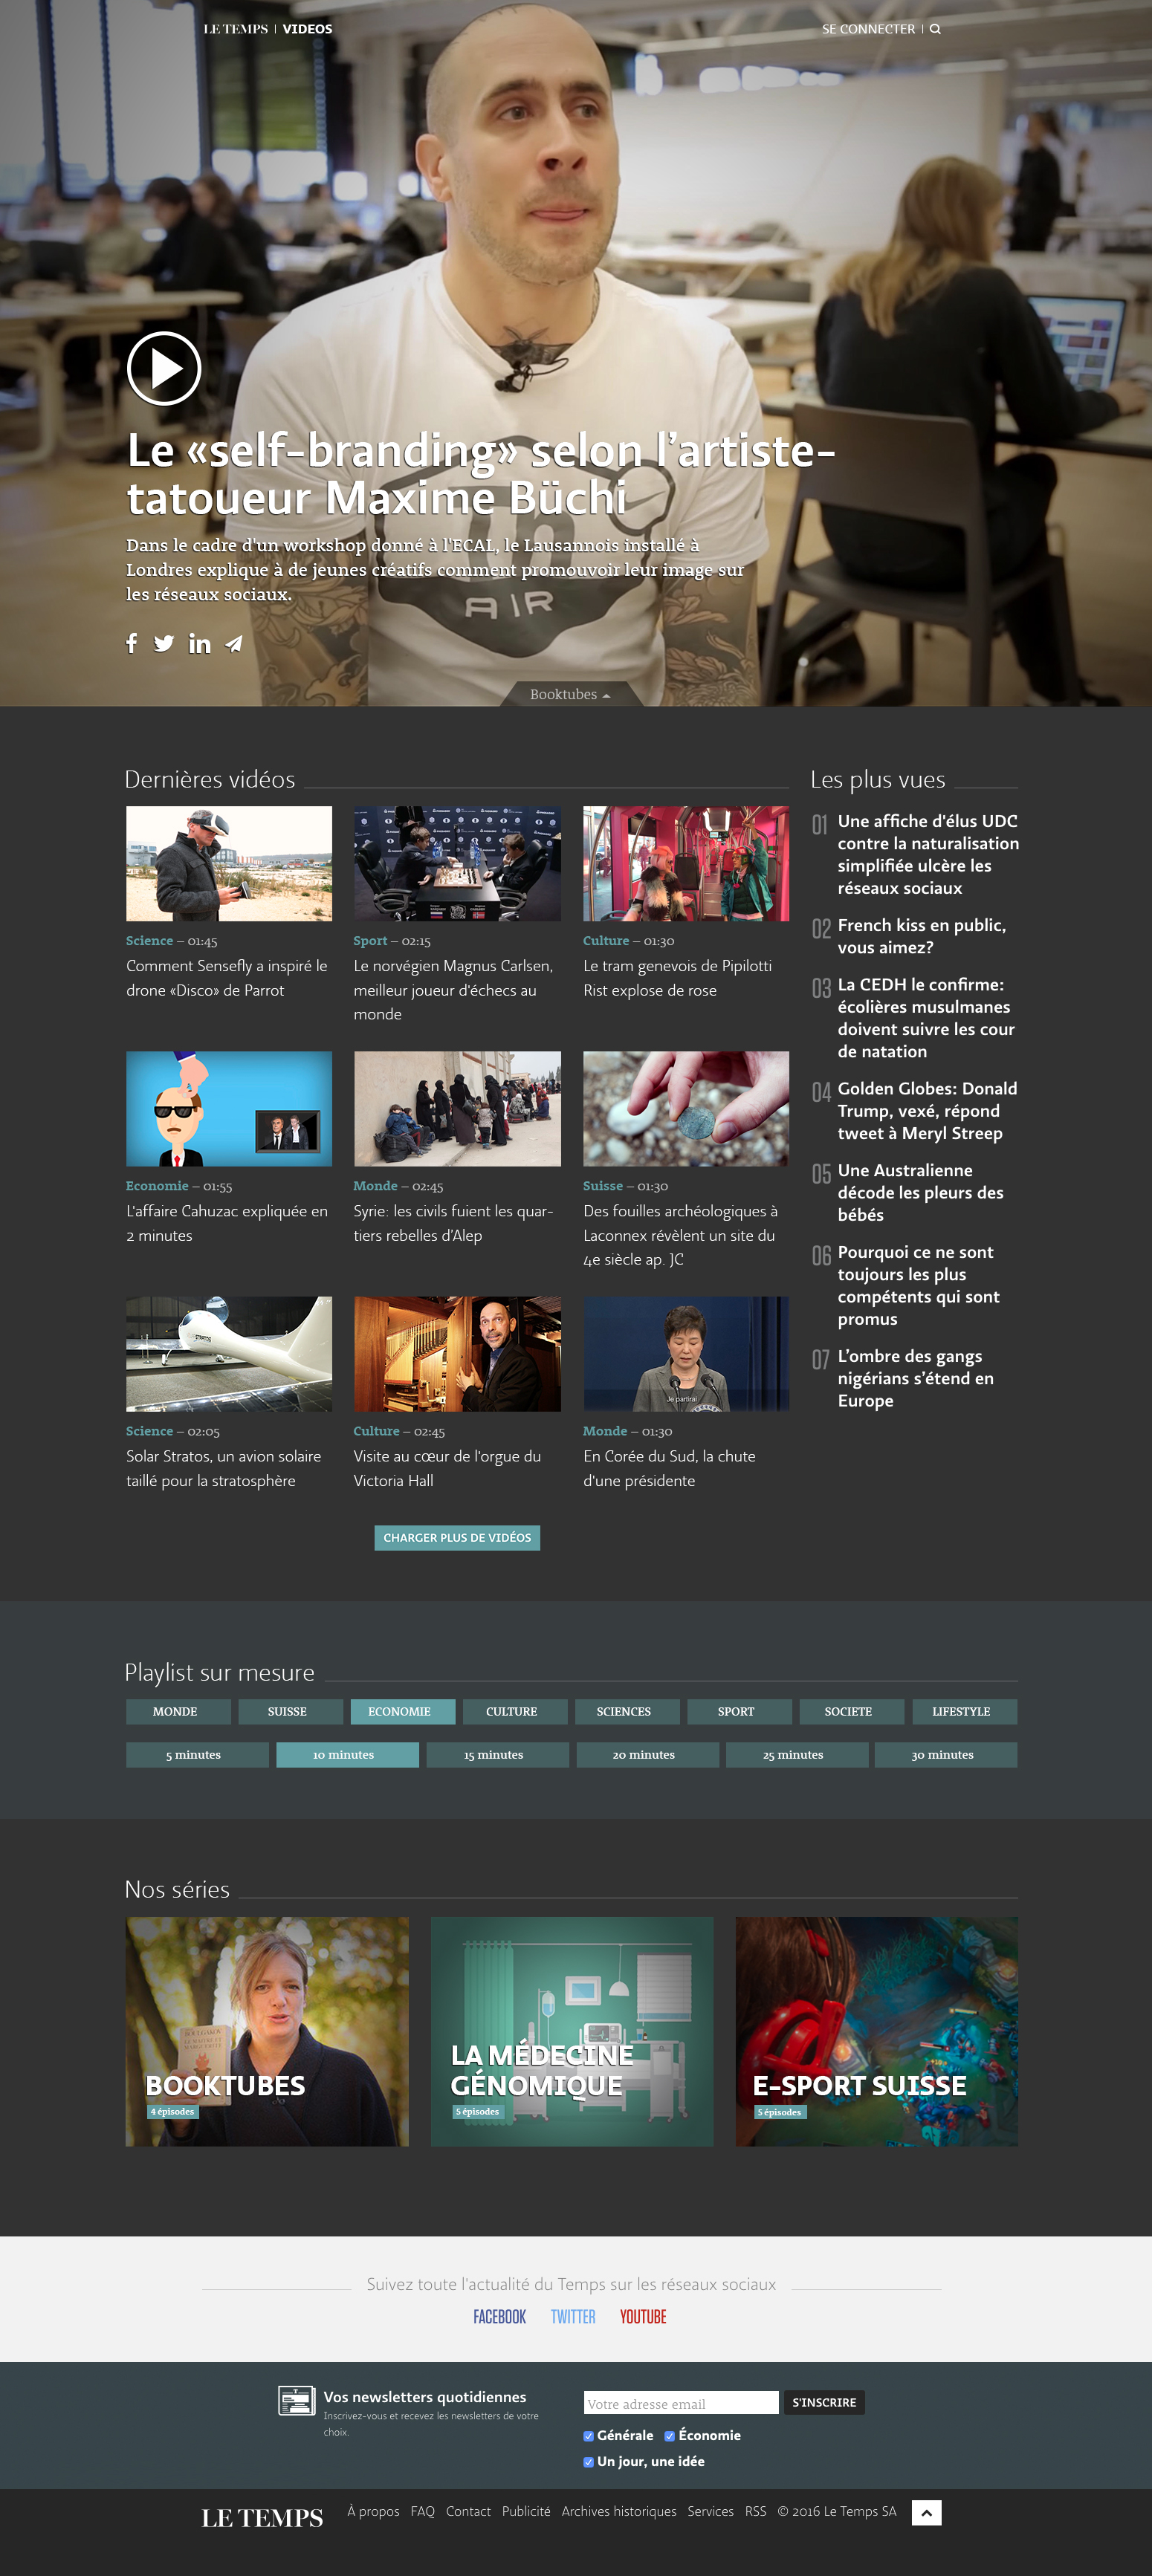 LE TEMPS | VIDEOS
SE CONNECTER
Le «self-branding» selon l'artiste-
tatoueur Maxime Büchi
Dans le cadre d'un workshop donné à l'ECAL, le Lausannois installé à
Londres explique à de jeunes créatifs comment promouvoir leur image sur
les réseaux sociaux.
AIR
Booktubes
Dernières vidéos
Science – 01:45
Comment Sensefly a inspiré le
drone «Disco» de Parrot
Sport – 02:15
Le norvégien Magnus Carlsen,
meilleur joueur d'échecs au
monde
Culture – 01:30
Le tram genevois de Pipilotti
Rist explose de rose
Economie – 01:55
L'affaire Cahuzac expliquée en
2 minutes
Monde – 02:45
Syrie: les civils fuient les quar-
tiers rebelles d'Alep
Suisse – 01:30
Des fouilles archéologiques à
Laconnex révèlent un site du
4e siècle ap. JC
STRATOS
Je partirai
Science – 02:05
Solar Stratos, un avion solaire
taillé pour la stratosphère
Culture – 02:45
Visite au cœur de l'orgue du
Victoria Hall
Monde – 01:30
En Corée du Sud, la chute
d'une présidente
CHARGER PLUS DE VIDÉOS
Les plus vues
01 Une affiche d'élus UDC
contre la naturalisation
simplifiée ulcère les
réseaux sociaux
02 French kiss en public,
vous aimez?
03 La CEDH le confirme:
écolières musulmanes
doivent suivre les cour
de natation
04 Golden Globes: Donald
Trump, vexé, répond
tweet à Meryl Streep
05 Une Australienne
décode les pleurs des
bébés
06 Pourquoi ce ne sont
toujours les plus
compétents qui sont
promus
07 L'ombre des gangs
nigérians s'étend en
Europe
Playlist sur mesure
MONDE SUISSE ECONOMIE CULTURE SCIENCES SPORT SOCIETE LIFESTYLE
5 minutes 10 minutes 15 minutes 20 minutes 25 minutes 30 minutes
Nos séries
BOOKTUBES
4 épisodes
LA MÉDECINE
GÉNOMIQUE
5 épisodes
E-SPORT SUISSE
5 épisodes
Suivez toute l'actualité du Temps sur les réseaux sociaux
FACEBOOK TWITTER YOUTUBE
Vos newsletters quotidiennes
Inscrivez-vous et recevez les newsletters de votre
choix.
Votre adresse email
S'INSCRIRE
Générale Économie
Un jour, une idée
LE TEMPS
À propos FAQ Contact Publicité Archives historiques Services RSS © 2016 Le Temps SA